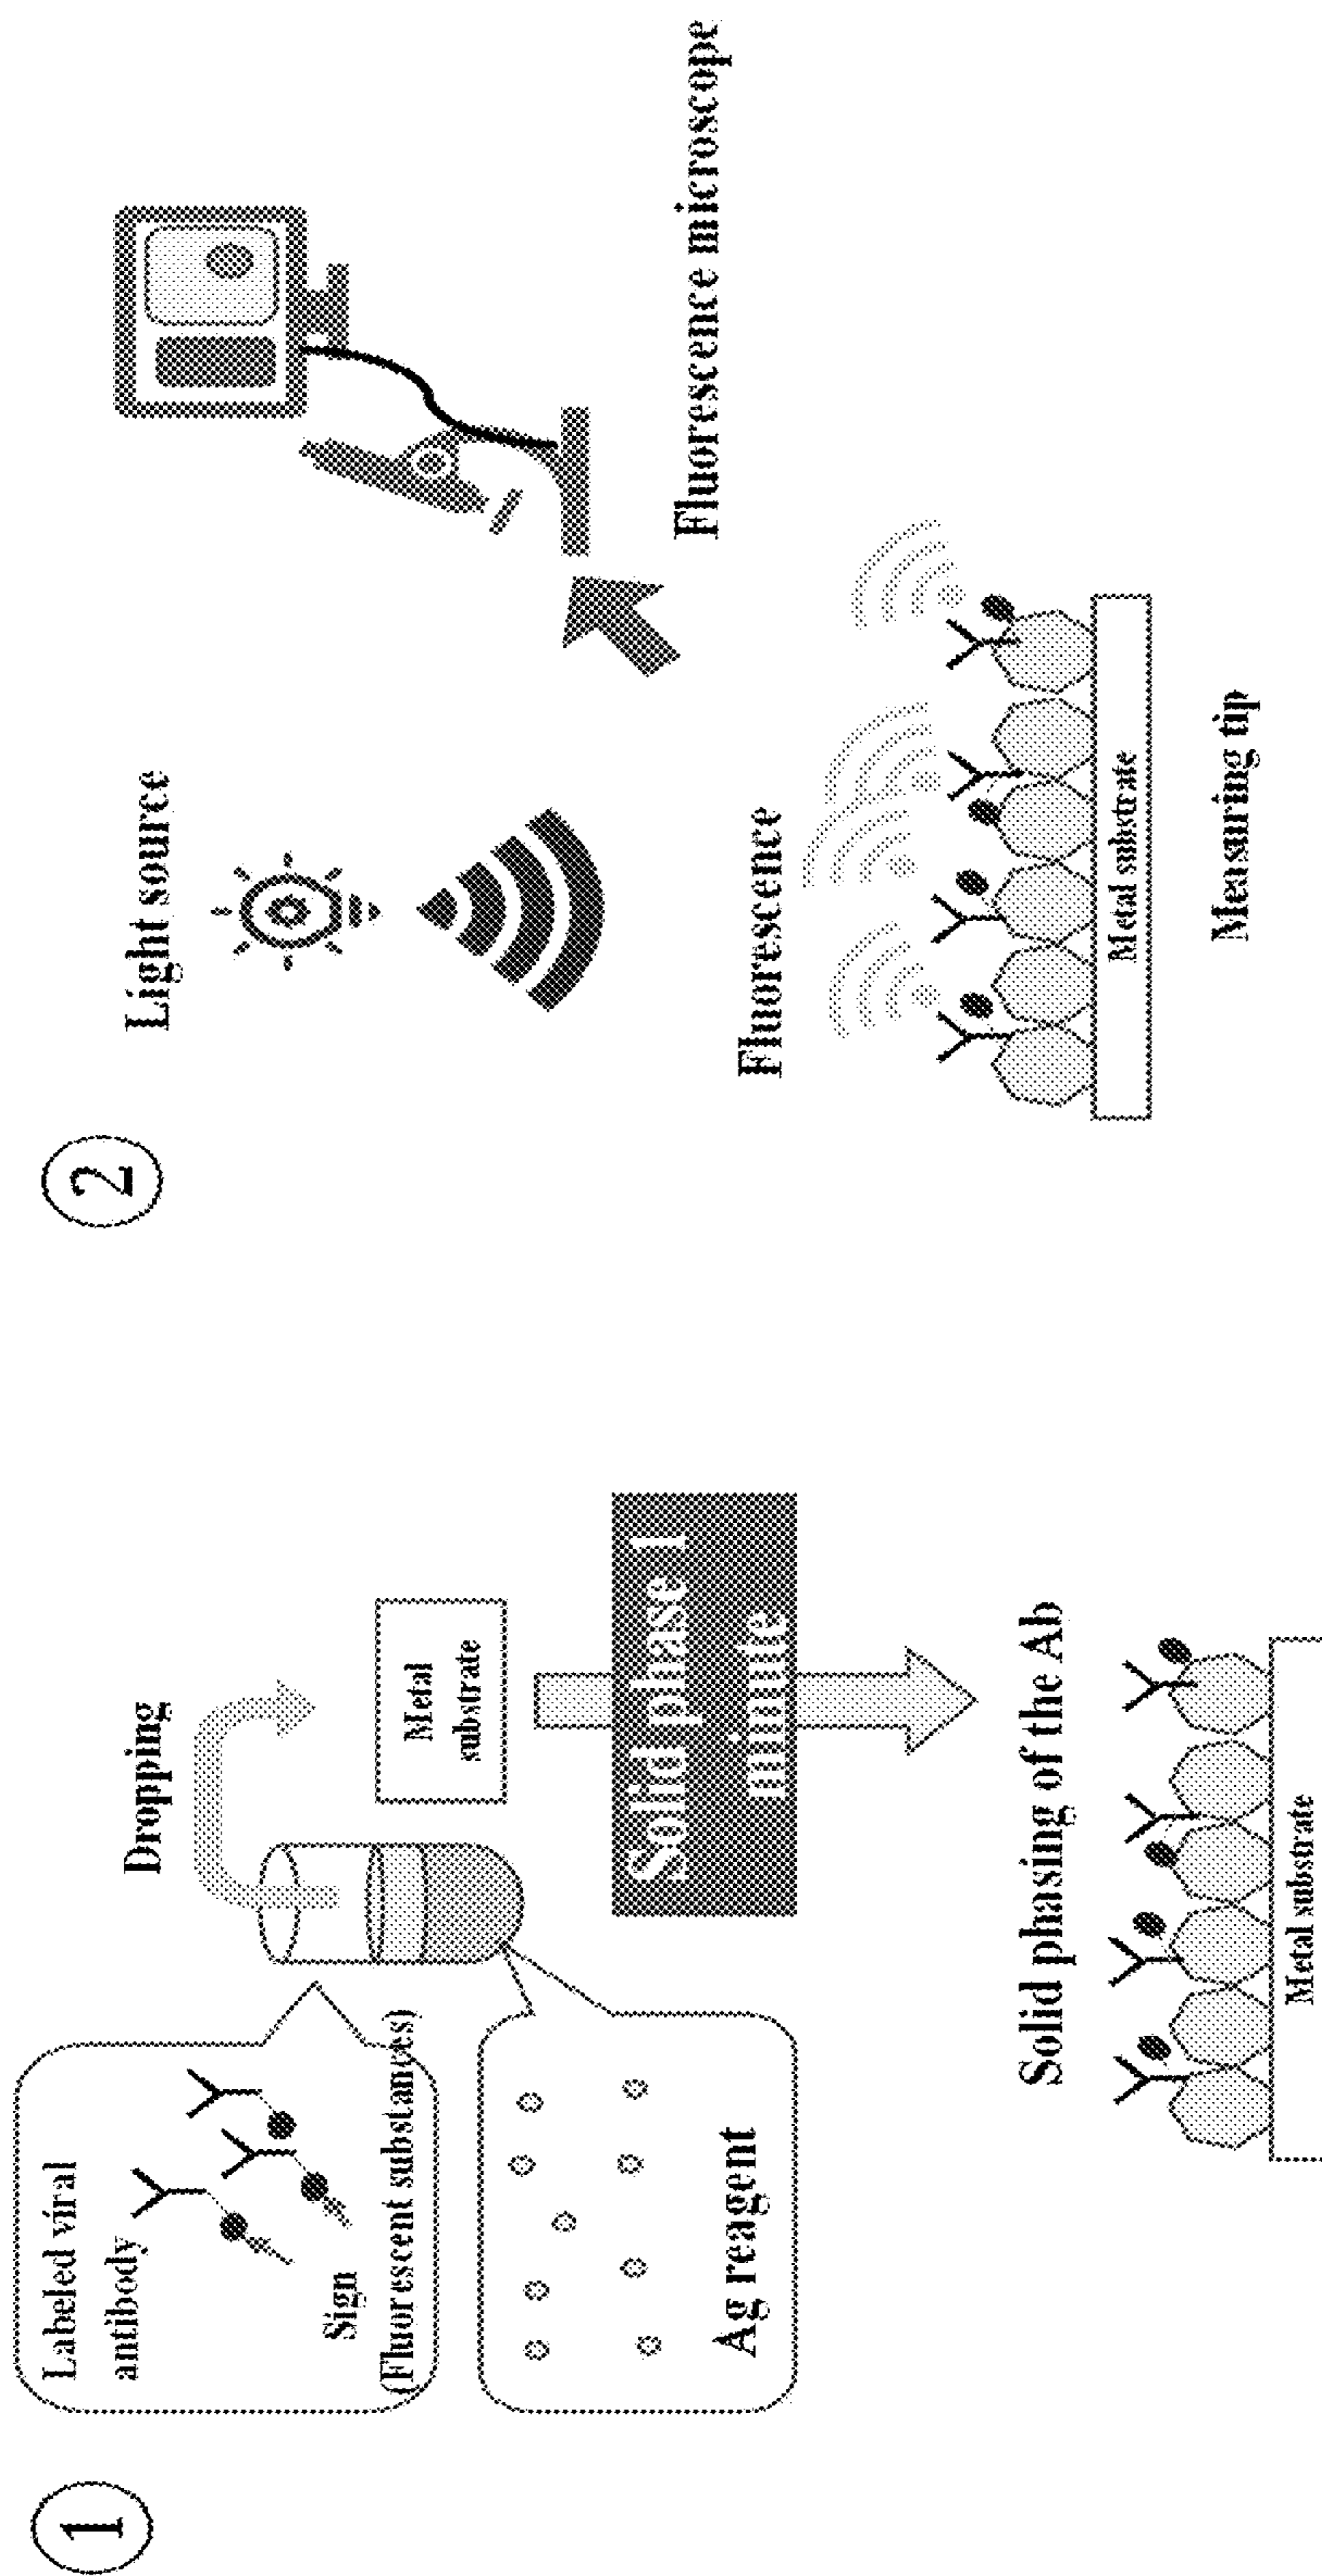 1
Labeled viral
antibody
Sign
(Fluorescent substances)
Ag reagent
Dropping
Metal
substrate
Solid phase 1
minute
Solid phasing of the Ab
Metal substrate
2
Light source
Fluorescence
Metal substrate
Measuring tip
Fluorescence microscope